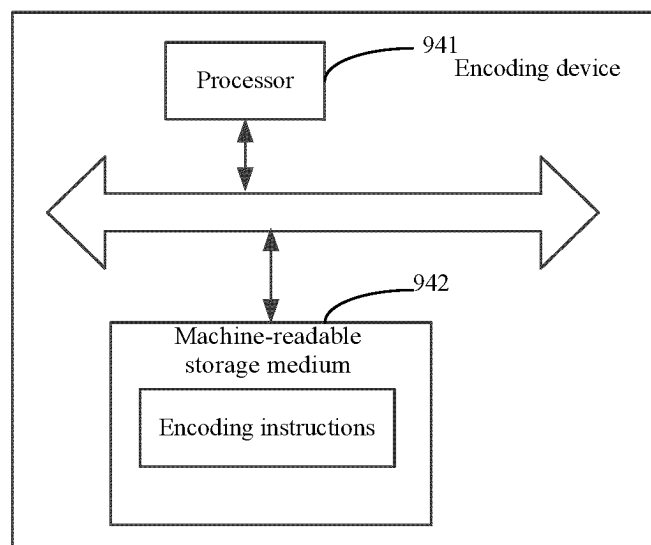 941
Processor
Encoding device
942
Machine-readable
storage medium
Encoding instructions